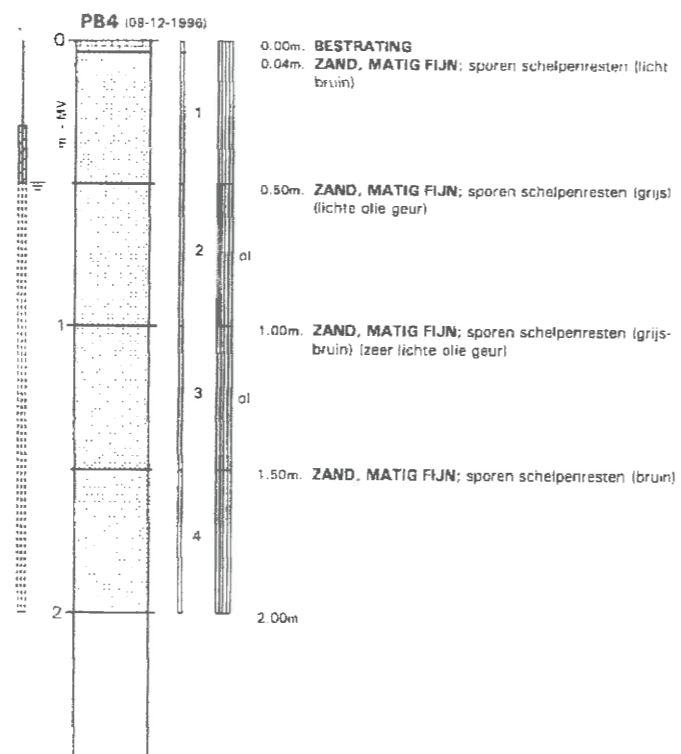 PB4 (08-12-1996)
0
m - MV
1
2
1
2
3
4
ol
ol
0.00m. BESTRATING
0.04m. ZAND, MATIG FIJN; sporen schelpenresten (licht
bruin)
0.50m. ZAND, MATIG FIJN; sporen schelpenresten (grijs)
(lichte olie geur)
1.00m. ZAND, MATIG FIJN; sporen schelpenresten (grijs-
bruin) (zeer lichte olie geur)
1.50m. ZAND, MATIG FIJN; sporen schelpenresten (bruin)
2.00m